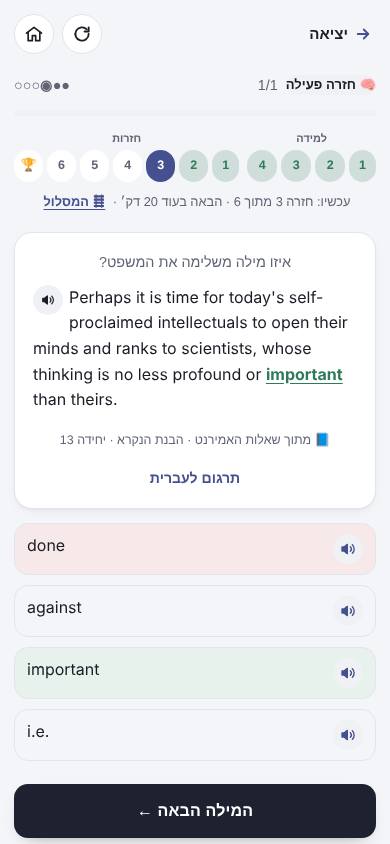 יציאה →
🧠 חזרה פעילה 1/1 ○○○◉●●
למידה
חזרות
1 2 3 4 1 2 3 4 5 6 🏆
עכשיו: חזרה 3 מתוך 6 · הבאה בעוד 20 דק׳ · 🧬 המסלול
איזו מילה משלימה את המשפט?
Perhaps it is time for today's self-
proclaimed intellectuals to open their
minds and ranks to scientists, whose
thinking is no less profound or important
than theirs.
📘 מתוך שאלות האמירנט · הבנת הנקרא · יחידה 13
תרגום לעברית
done
against
important
i.e.
המילה הבאה ←